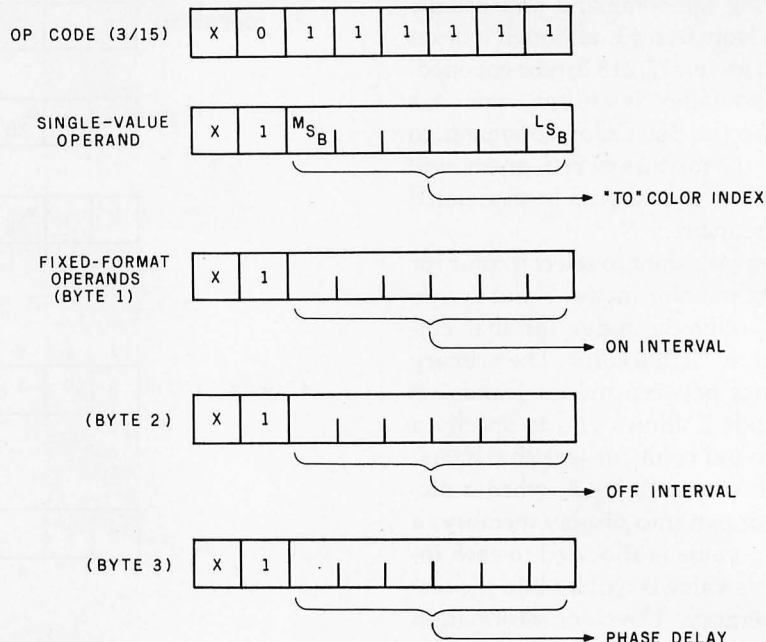 OP CODE (3/15) X 0 1 1 1 1 1 1
SINGLE-VALUE
OPERAND
X 1 MSB LSB
"TO" COLOR INDEX
FIXED-FORMAT
OPERANDS
(BYTE 1)
X 1
ON INTERVAL
(BYTE 2) X 1
OFF INTERVAL
(BYTE 3) X 1
PHASE DELAY